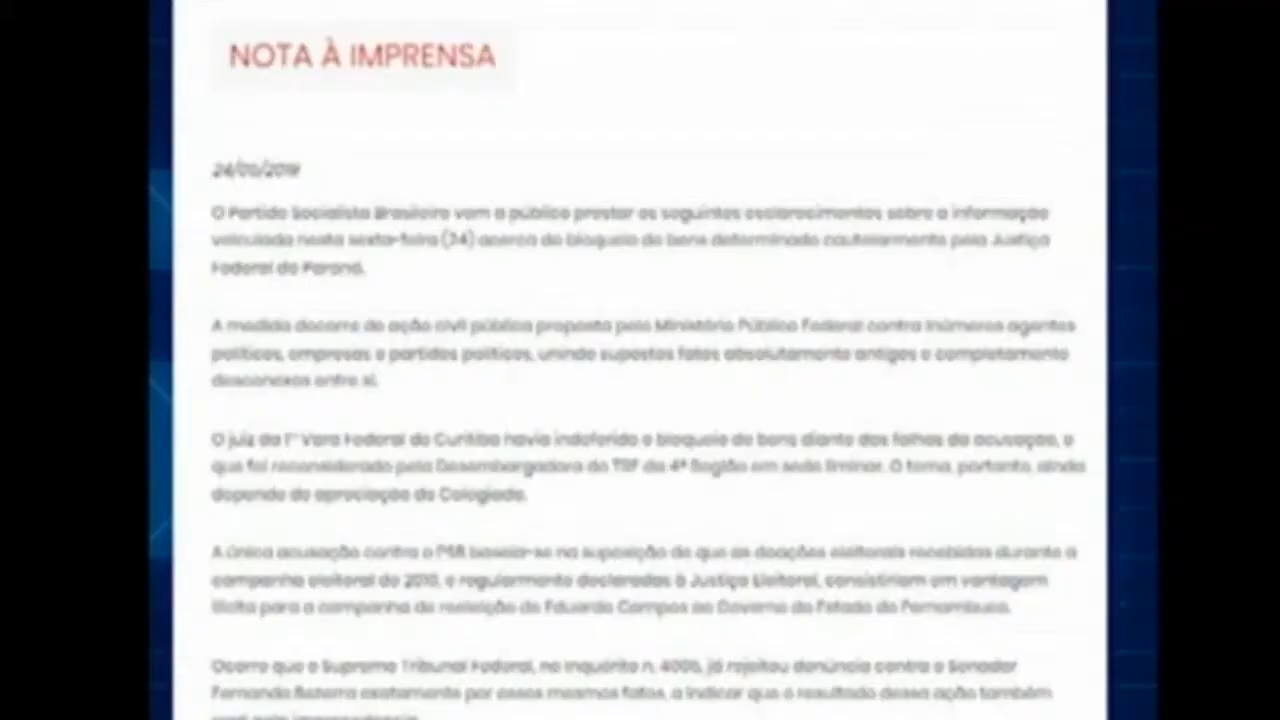 NOTA À IMPRENSA
24/05/2019
O Partido Socialista Brasileiro vem a público prestar os seguintes esclarecimentos sobre a informação
veiculada nesta sexta-feira (24) acerca do bloqueio de bens determinado cautelarmente pela Justiça
Federal do Paraná.
A medida decorre de ação civil pública proposta pelo Ministério Público Federal contra inúmeros agentes
políticos, empresas e partidos políticos, unindo supostos fatos absolutamente antigos e completamente
desconexos entre si.
O juiz da 1ª Vara Federal de Curitiba havia indeferido o bloqueio de bens diante das falhas da acusação, o
que foi reconsiderado pela Desembargadora do TRF da 4ª Região em sede liminar. O tema, portanto, ainda
depende de apreciação do Colegiado.
A única acusação contra o PSB baseia-se na suposição de que as doações eleitorais recebidas durante a
campanha eleitoral de 2010, e regularmente declaradas à Justiça Eleitoral, consistiriam em vantagem
ilícita para a campanha de reeleição de Eduardo Campos ao Governo do Estado de Pernambuco.
Ocorre que o Supremo Tribunal Federal, no Inquérito n. 4005, já rejeitou denúncia contra o Senador
Fernando Bezerra exatamente por esses mesmos fatos, a indicar que o resultado dessa ação também